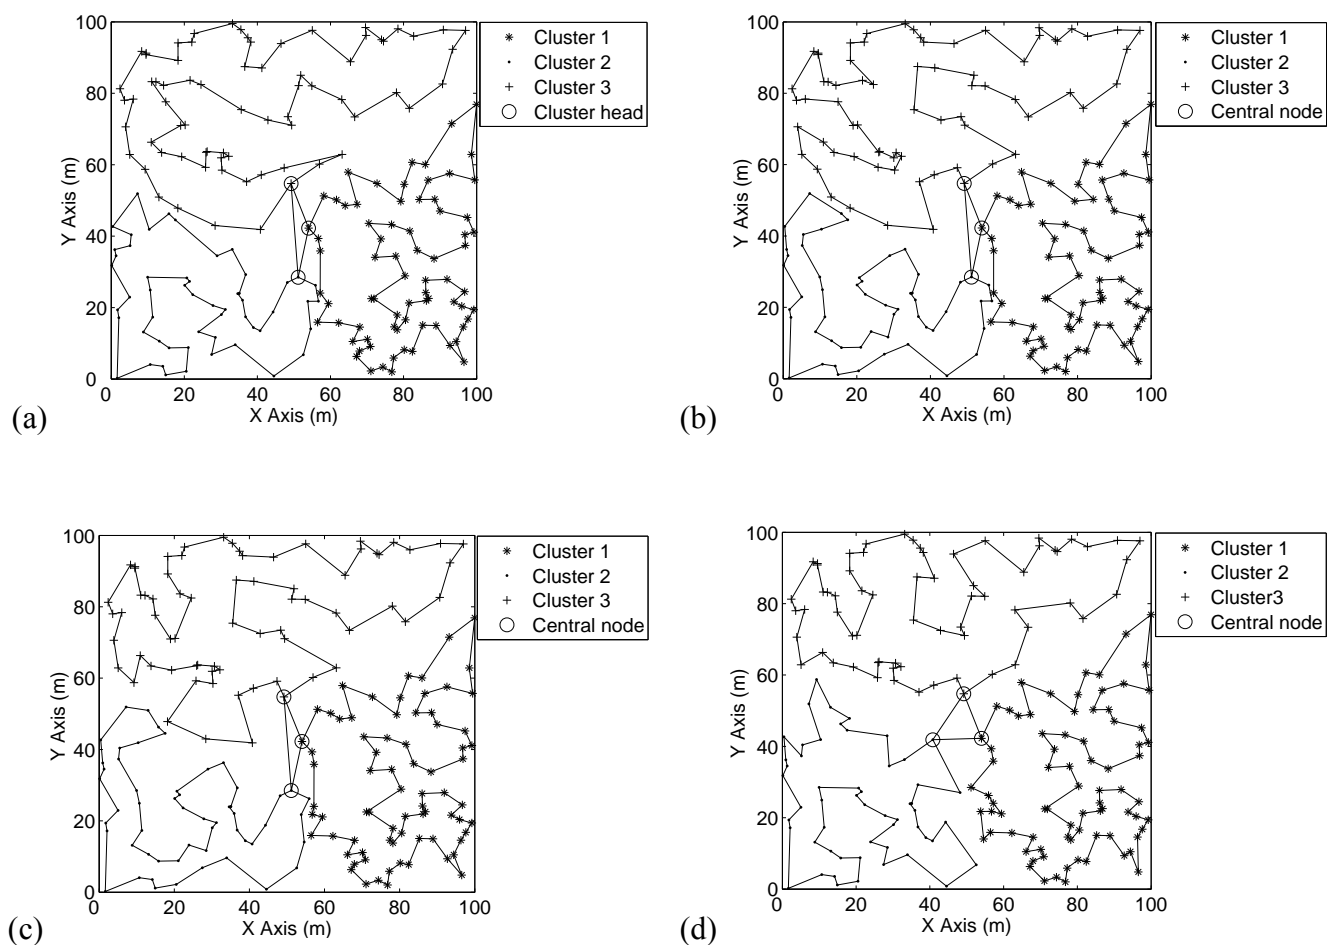 100
80
60
40
20
0
Y Axis (m)
0 20 40 60 80 100
X Axis (m)
Cluster 1
Cluster 2
Cluster 3
Cluster head
(a)
100
80
60
40
20
0
Y Axis (m)
0 20 40 60 80 100
X Axis (m)
Cluster 1
Cluster 2
Cluster 3
Central node
(b)
100
80
60
40
20
0
Y Axis (m)
0 20 40 60 80 100
X Axis (m)
Cluster 1
Cluster 2
Cluster 3
Central node
(c)
100
80
60
40
20
0
Y Axis (m)
0 20 40 60 80 100
X Axis (m)
Cluster 1
Cluster 2
Cluster3
Central node
(d)